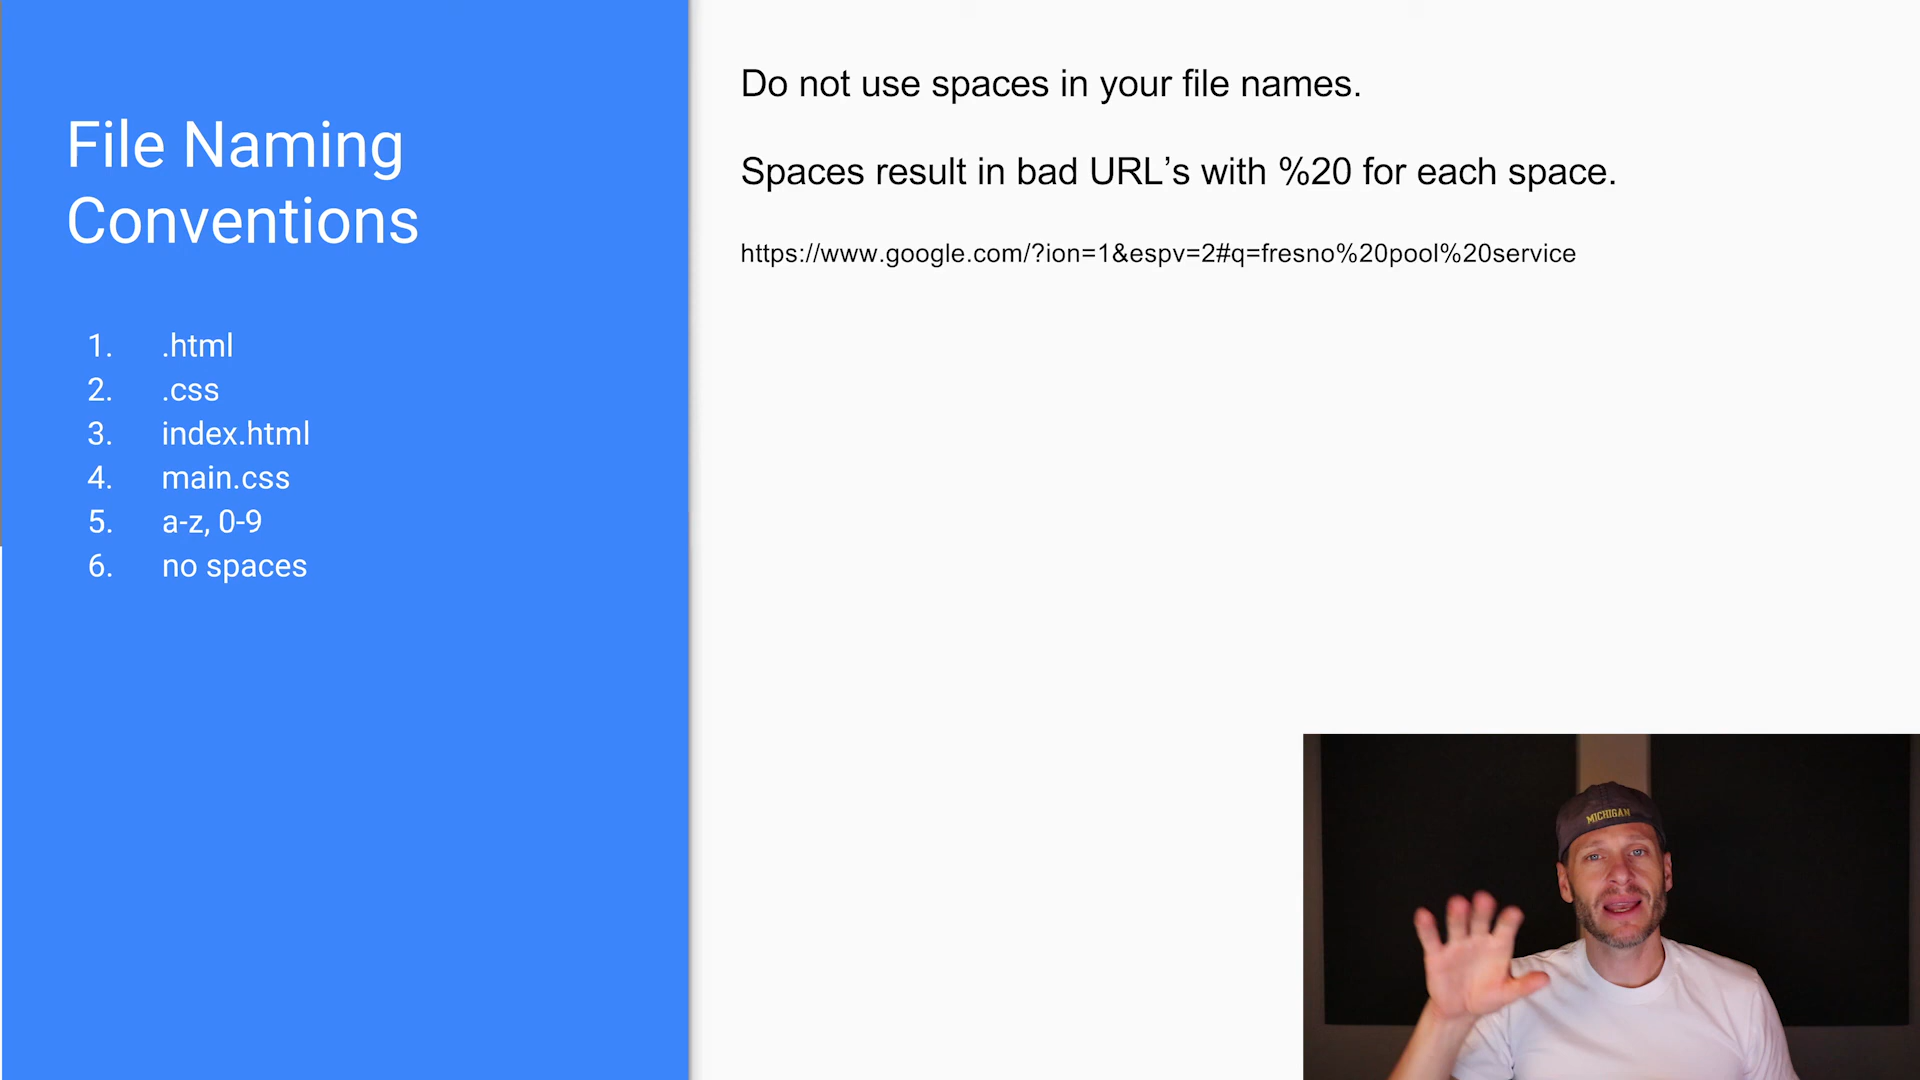 File Naming
Conventions
1. .html
2. .css
3. index.html
4. main.css
5. a-z, 0-9
6. no spaces
Do not use spaces in your file names.
Spaces result in bad URL’s with %20 for each space.
https://www.google.com/?ion=1&espv=2#q=fresno%20pool%20service
MICHIGAN